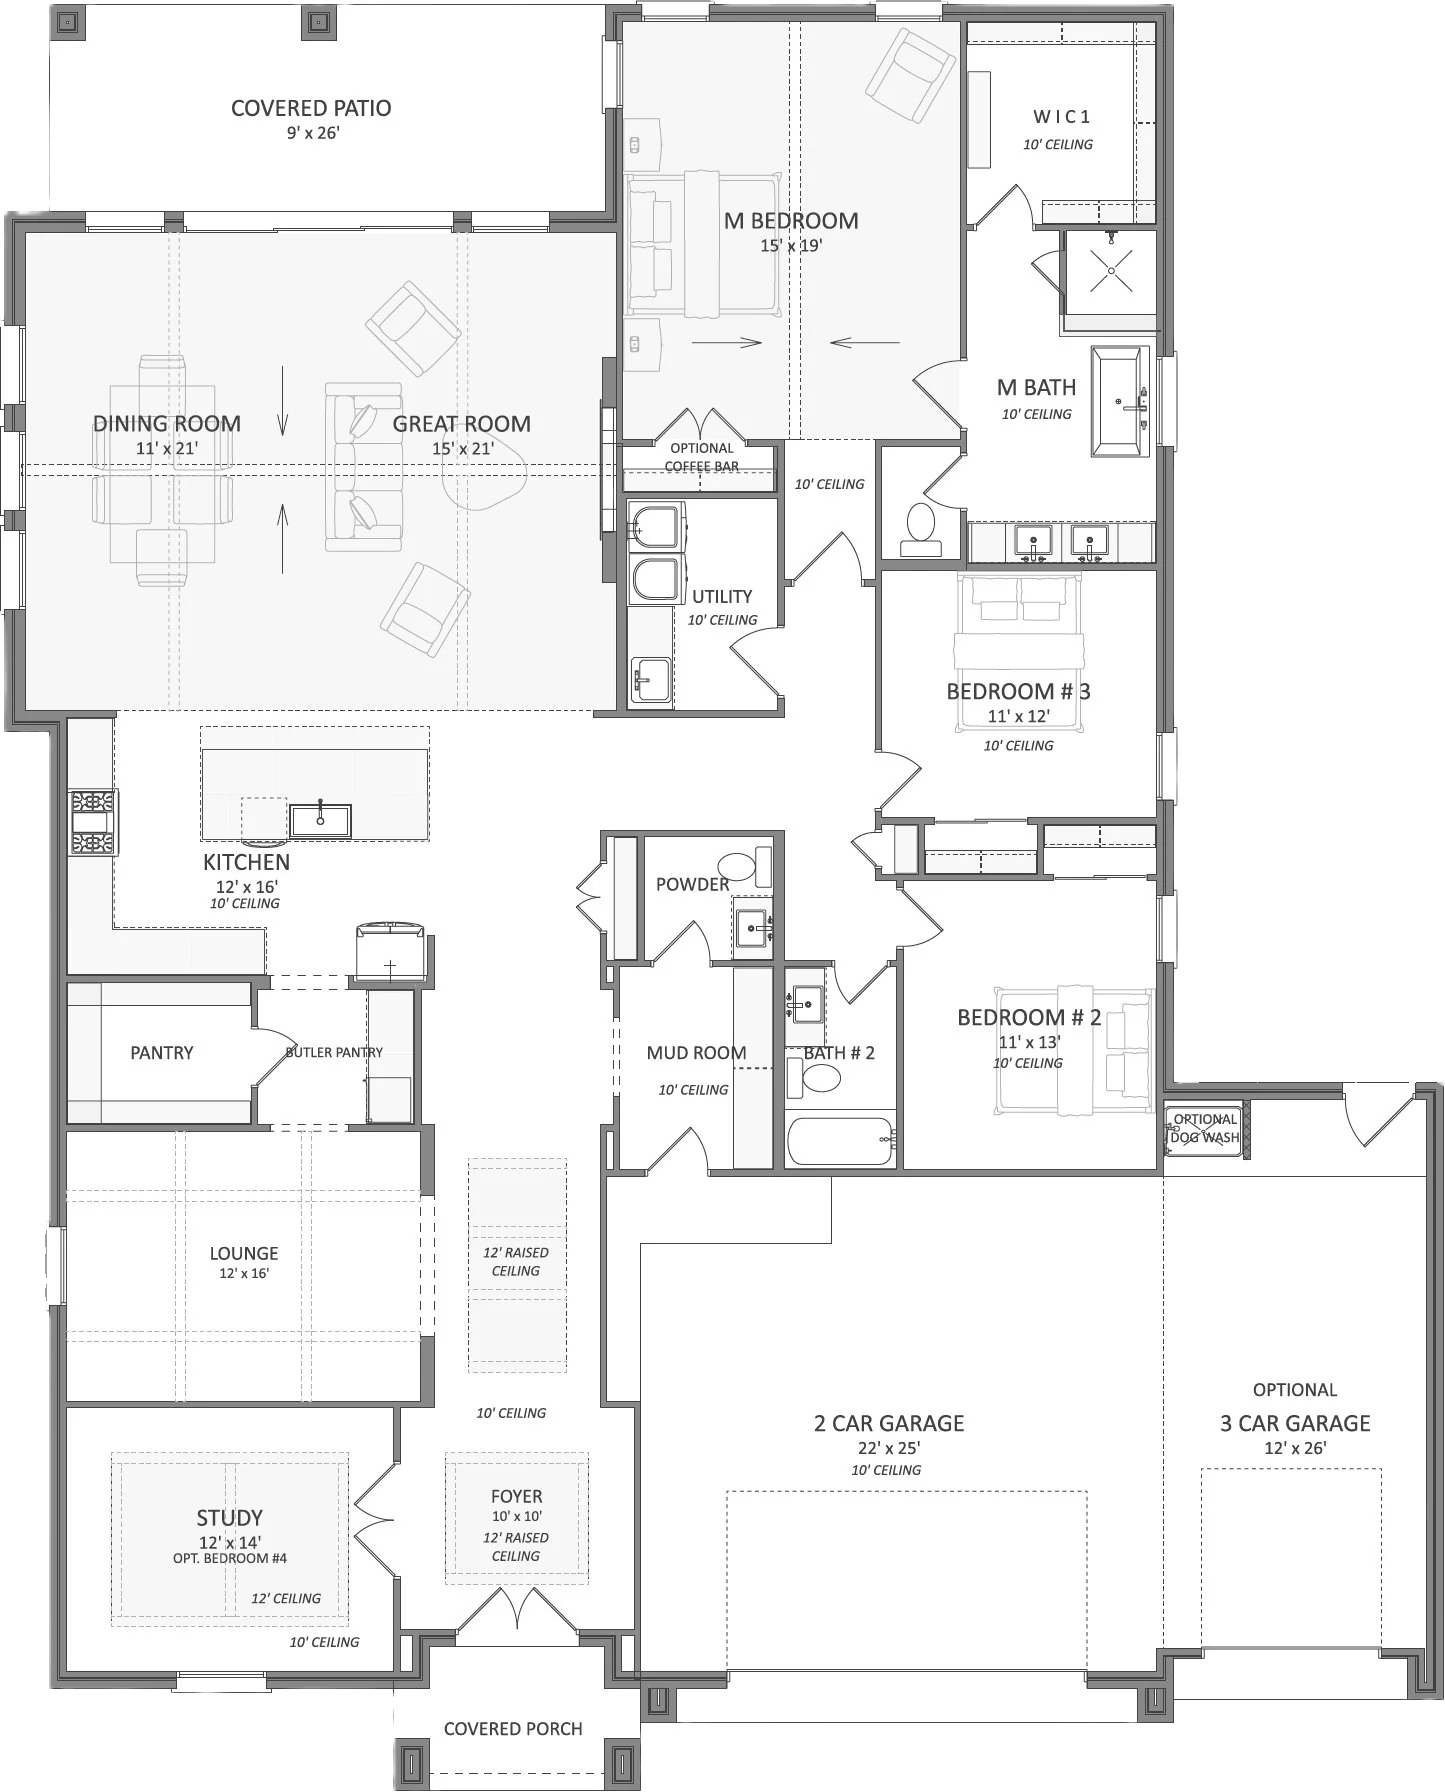 COVERED PATIO
9' x 26'
W I C 1
10' CEILING
M BEDROOM
15' x 19'
M BATH
10' CEILING
DINING ROOM
11' x 21'
GREAT ROOM
15' x 21'
OPTIONAL
COFFEE BAR
10' CEILING
UTILITY
10' CEILING
BEDROOM # 3
11' x 12'
10' CEILING
KITCHEN
12' x 16'
10' CEILING
POWDER
PANTRY
BUTLER PANTRY
MUD ROOM
10' CEILING
BATH # 2
BEDROOM # 2
11' x 13'
10' CEILING
OPTIONAL
DOG WASH
LOUNGE
12' x 16'
12' RAISED
CEILING
10' CEILING
2 CAR GARAGE
22' x 25'
10' CEILING
OPTIONAL
3 CAR GARAGE
12' x 26'
STUDY
12' x 14'
OPT. BEDROOM #4
12' CEILING
10' CEILING
FOYER
10' x 10'
12' RAISED
CEILING
COVERED PORCH